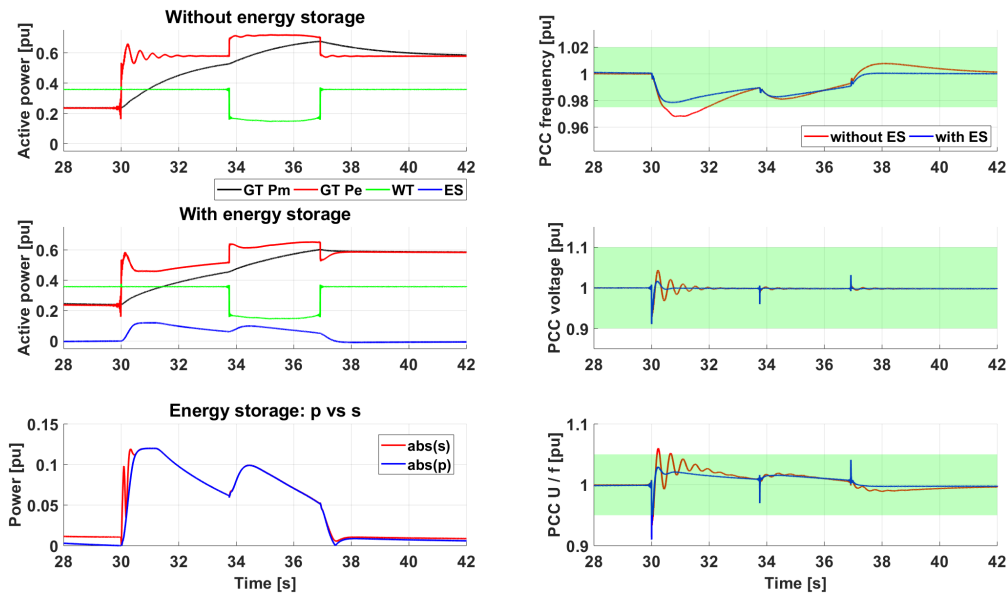 Without energy storage
Active power [pu]
0.6
0.4
0.2
0
28 30 32 34 36 38 40 42
GT Pm GT Pe WT ES
With energy storage
Active power [pu]
0.6
0.4
0.2
0
28 30 32 34 36 38 40 42
Energy storage: p vs s
Power [pu]
0.15
0.1
0.05
0
abs(s)
abs(p)
28 30 32 34 36 38 40 42
Time [s]
PCC frequency [pu]
1.02
1
0.98
0.96
without ES with ES
28 30 32 34 36 38 40 42
PCC voltage [pu]
1.1
1
0.9
28 30 32 34 36 38 40 42
PCC U / f [pu]
1.1
1
0.9
28 30 32 34 36 38 40 42
Time [s]